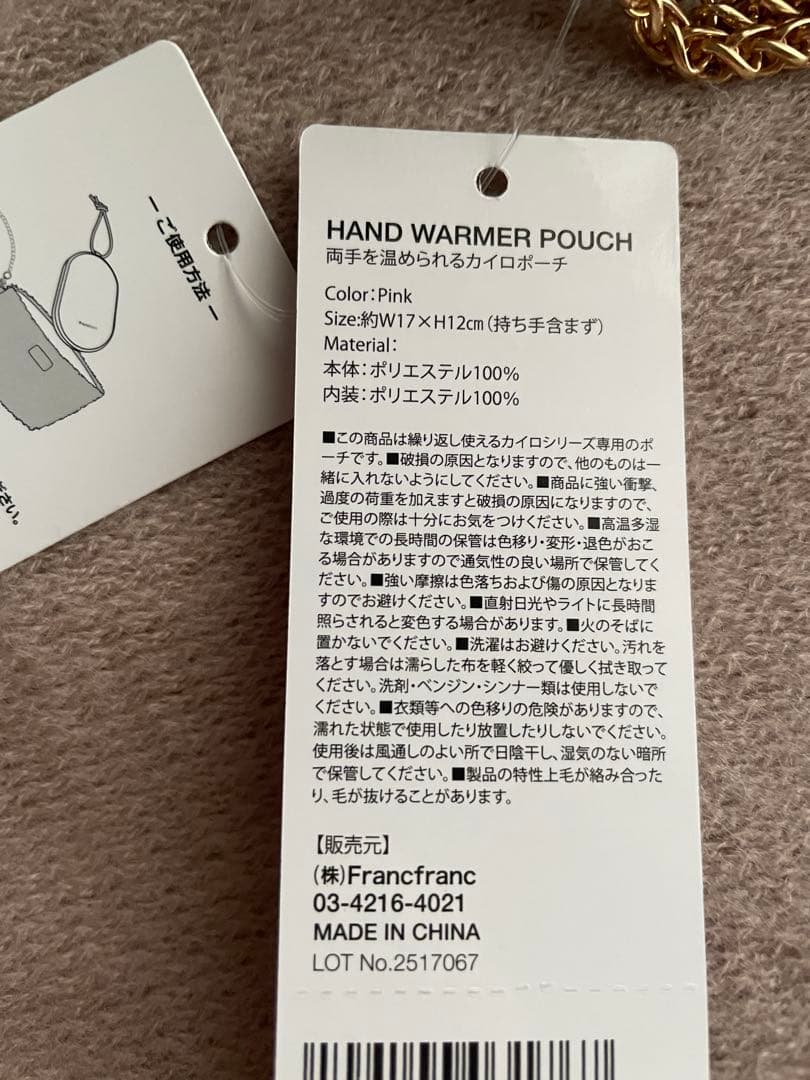 — ご使用方法 —
ださい。
HAND WARMER POUCH
両手を温められるカイロポーチ
Color：Pink
Size:約W17×H12㎝（持ち手含まず）
Material：
本体：ポリエステル100%
内装：ポリエステル100%
■この商品は繰り返し使えるカイロシリーズ専用のポ
ーチです。■破損の原因となりますので、他のものは一
緒に入れないようにしてください。■商品に強い衝撃、
過度の荷重を加えますと破損の原因になりますので、
ご使用の際は十分にお気をつけください。■高温多湿
な環境での長時間の保管は色移り・変形・退色がおこ
る場合がありますので通気性の良い場所で保管してく
ださい。■強い摩擦は色落ちおよび傷の原因となりま
すのでお避けください。■直射日光やライトに長時間
照らされると変色する場合があります。■火のそばに
置かないでください。■洗濯はお避けください。汚れを
落とす場合は濡らした布を軽く絞って優しく拭き取って
ください。洗剤・ベンジン・シンナー類は使用しないで
ください。■衣類等への色移りの危険がありますので、
濡れた状態で使用したり放置したりしないでください。
使用後は風通しのよい所で日陰干し、湿気のない暗所
で保管してください。■製品の特性上毛が絡み合った
り、毛が抜けることがあります。
【販売元】
(株)Francfranc
03-4216-4021
MADE IN CHINA
LOT No.2517067